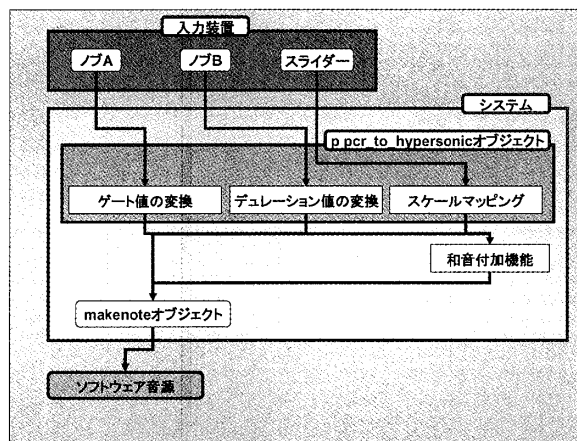 入力装置
ノブA
ノブB
スライダー
システム
p pcr_to_hypersonicオブジェクト
ゲート値の変換
デュレーション値の変換
スケールマッピング
和音付加機能
makenoteオブジェクト
ソフトウェア音源